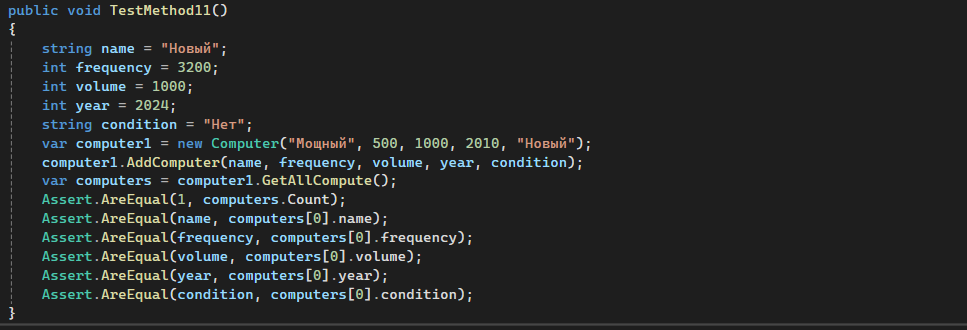 public void TestMethod11()
{
string name = "Новый";
int frequency = 3200;
int volume = 1000;
int year = 2024;
string condition = "Нет";
var computer1 = new Computer("Мощный", 500, 1000, 2010, "Новый");
computer1.AddComputer(name, frequency, volume, year, condition);
var computers = computer1.GetAllCompute();
Assert.AreEqual(1, computers.Count);
Assert.AreEqual(name, computers[0].name);
Assert.AreEqual(frequency, computers[0].frequency);
Assert.AreEqual(volume, computers[0].volume);
Assert.AreEqual(year, computers[0].year);
Assert.AreEqual(condition, computers[0].condition);
}